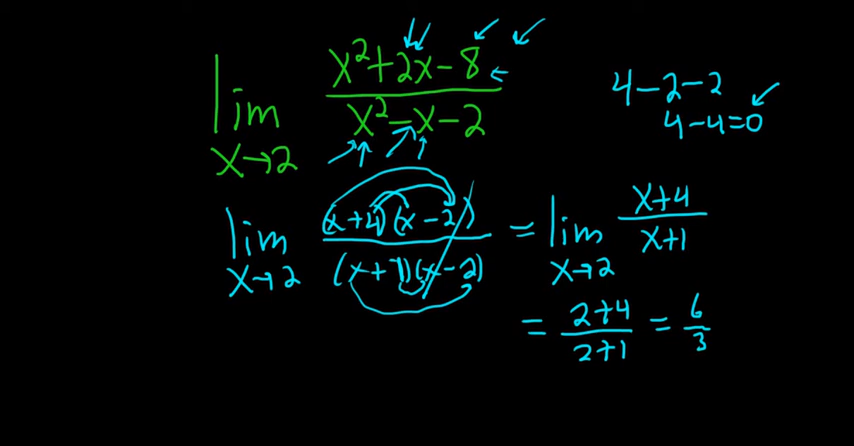 lim x→2 (x²+2x-8)/(x²-x-2)
4-2-2
4-4=0
lim x→2 ((x+4)(x-2))/((x+1)(x-2)) = lim x→2 (x+4)/(x+1)
= (2+4)/(2+1) = 6/3